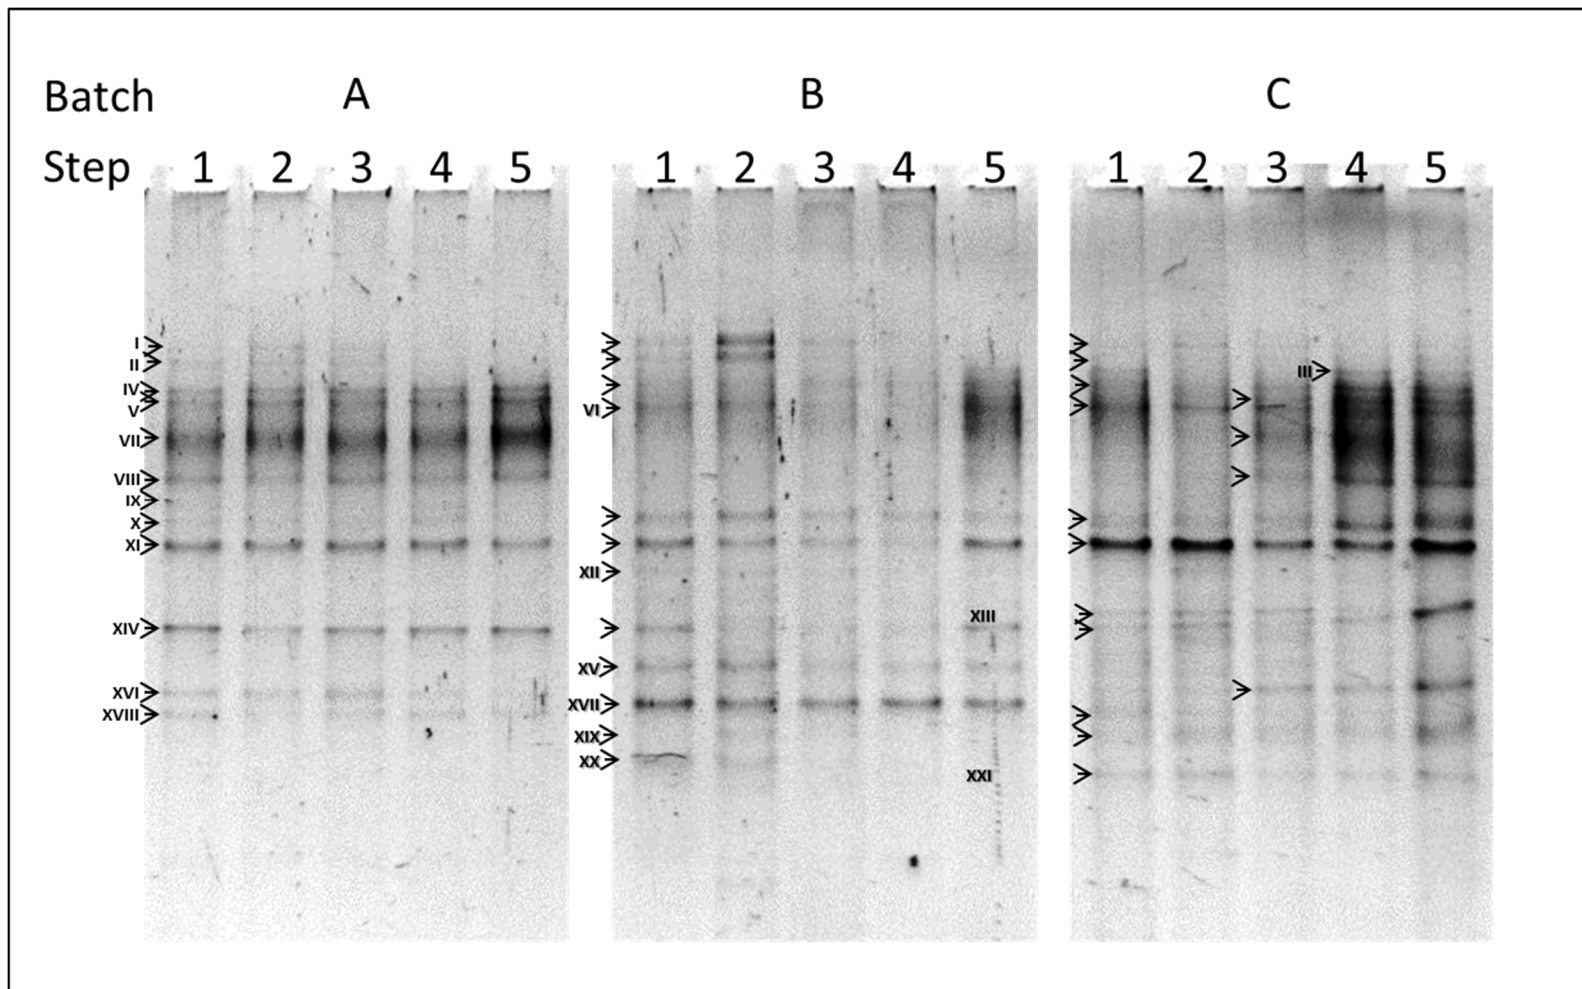 Batch A B C
Step 1 2 3 4 5 1 2 3 4 5 1 2 3 4 5
I
II
III
IV
V
VI
VII
VIII
IX
X
XI
XII
XIII
XIV
XV
XVI
XVII
XVIII
XIX
XX
XXI